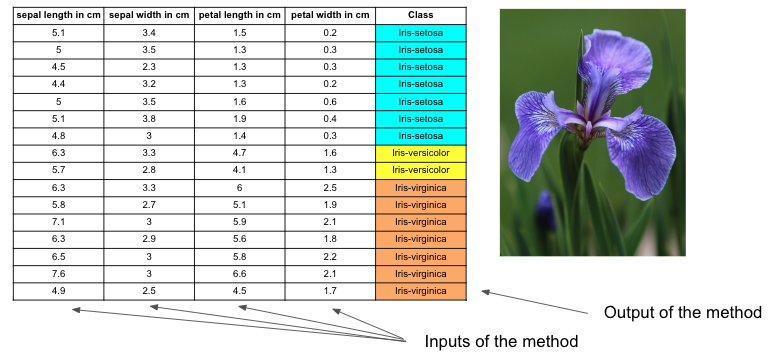 sepal length in cm sepal width in cm petal length in cm petal width in cm Class
5.1 3.4 1.5 0.2 Iris-setosa
5 3.5 1.3 0.3 Iris-setosa
4.5 2.3 1.3 0.3 Iris-setosa
4.4 3.2 1.3 0.2 Iris-setosa
5 3.5 1.6 0.6 Iris-setosa
5.1 3.8 1.9 0.4 Iris-setosa
4.8 3 1.4 0.3 Iris-setosa
6.3 3.3 4.7 1.6 Iris-versicolor
5.7 2.8 4.1 1.3 Iris-versicolor
6.3 3.3 6 2.5 Iris-virginica
5.8 2.7 5.1 1.9 Iris-virginica
7.1 3 5.9 2.1 Iris-virginica
6.3 2.9 5.6 1.8 Iris-virginica
6.5 3 5.8 2.2 Iris-virginica
7.6 3 6.6 2.1 Iris-virginica
4.9 2.5 4.5 1.7 Iris-virginica
Output of the method
Inputs of the method